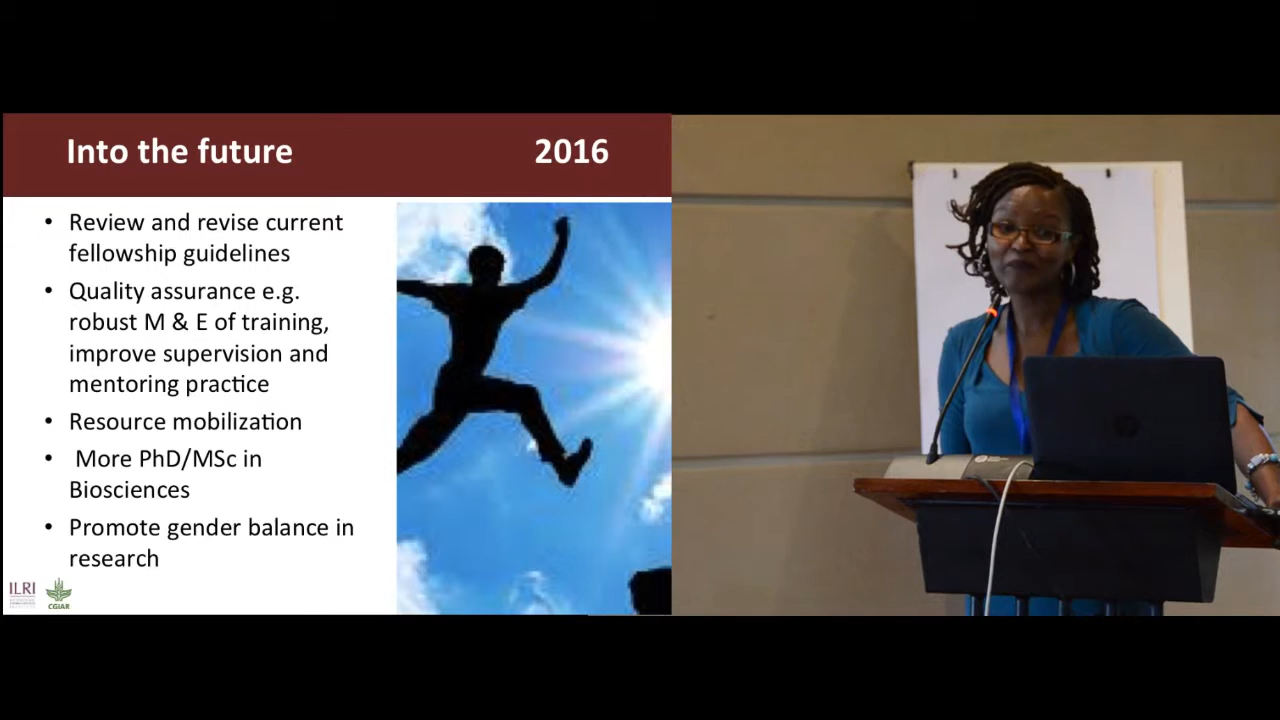 Into the future 2016
• Review and revise current
fellowship guidelines
• Quality assurance e.g.
robust M & E of training,
improve supervision and
mentoring practice
• Resource mobilization
• More PhD/MSc in
Biosciences
• Promote gender balance in
research
ILRI
CGIAR